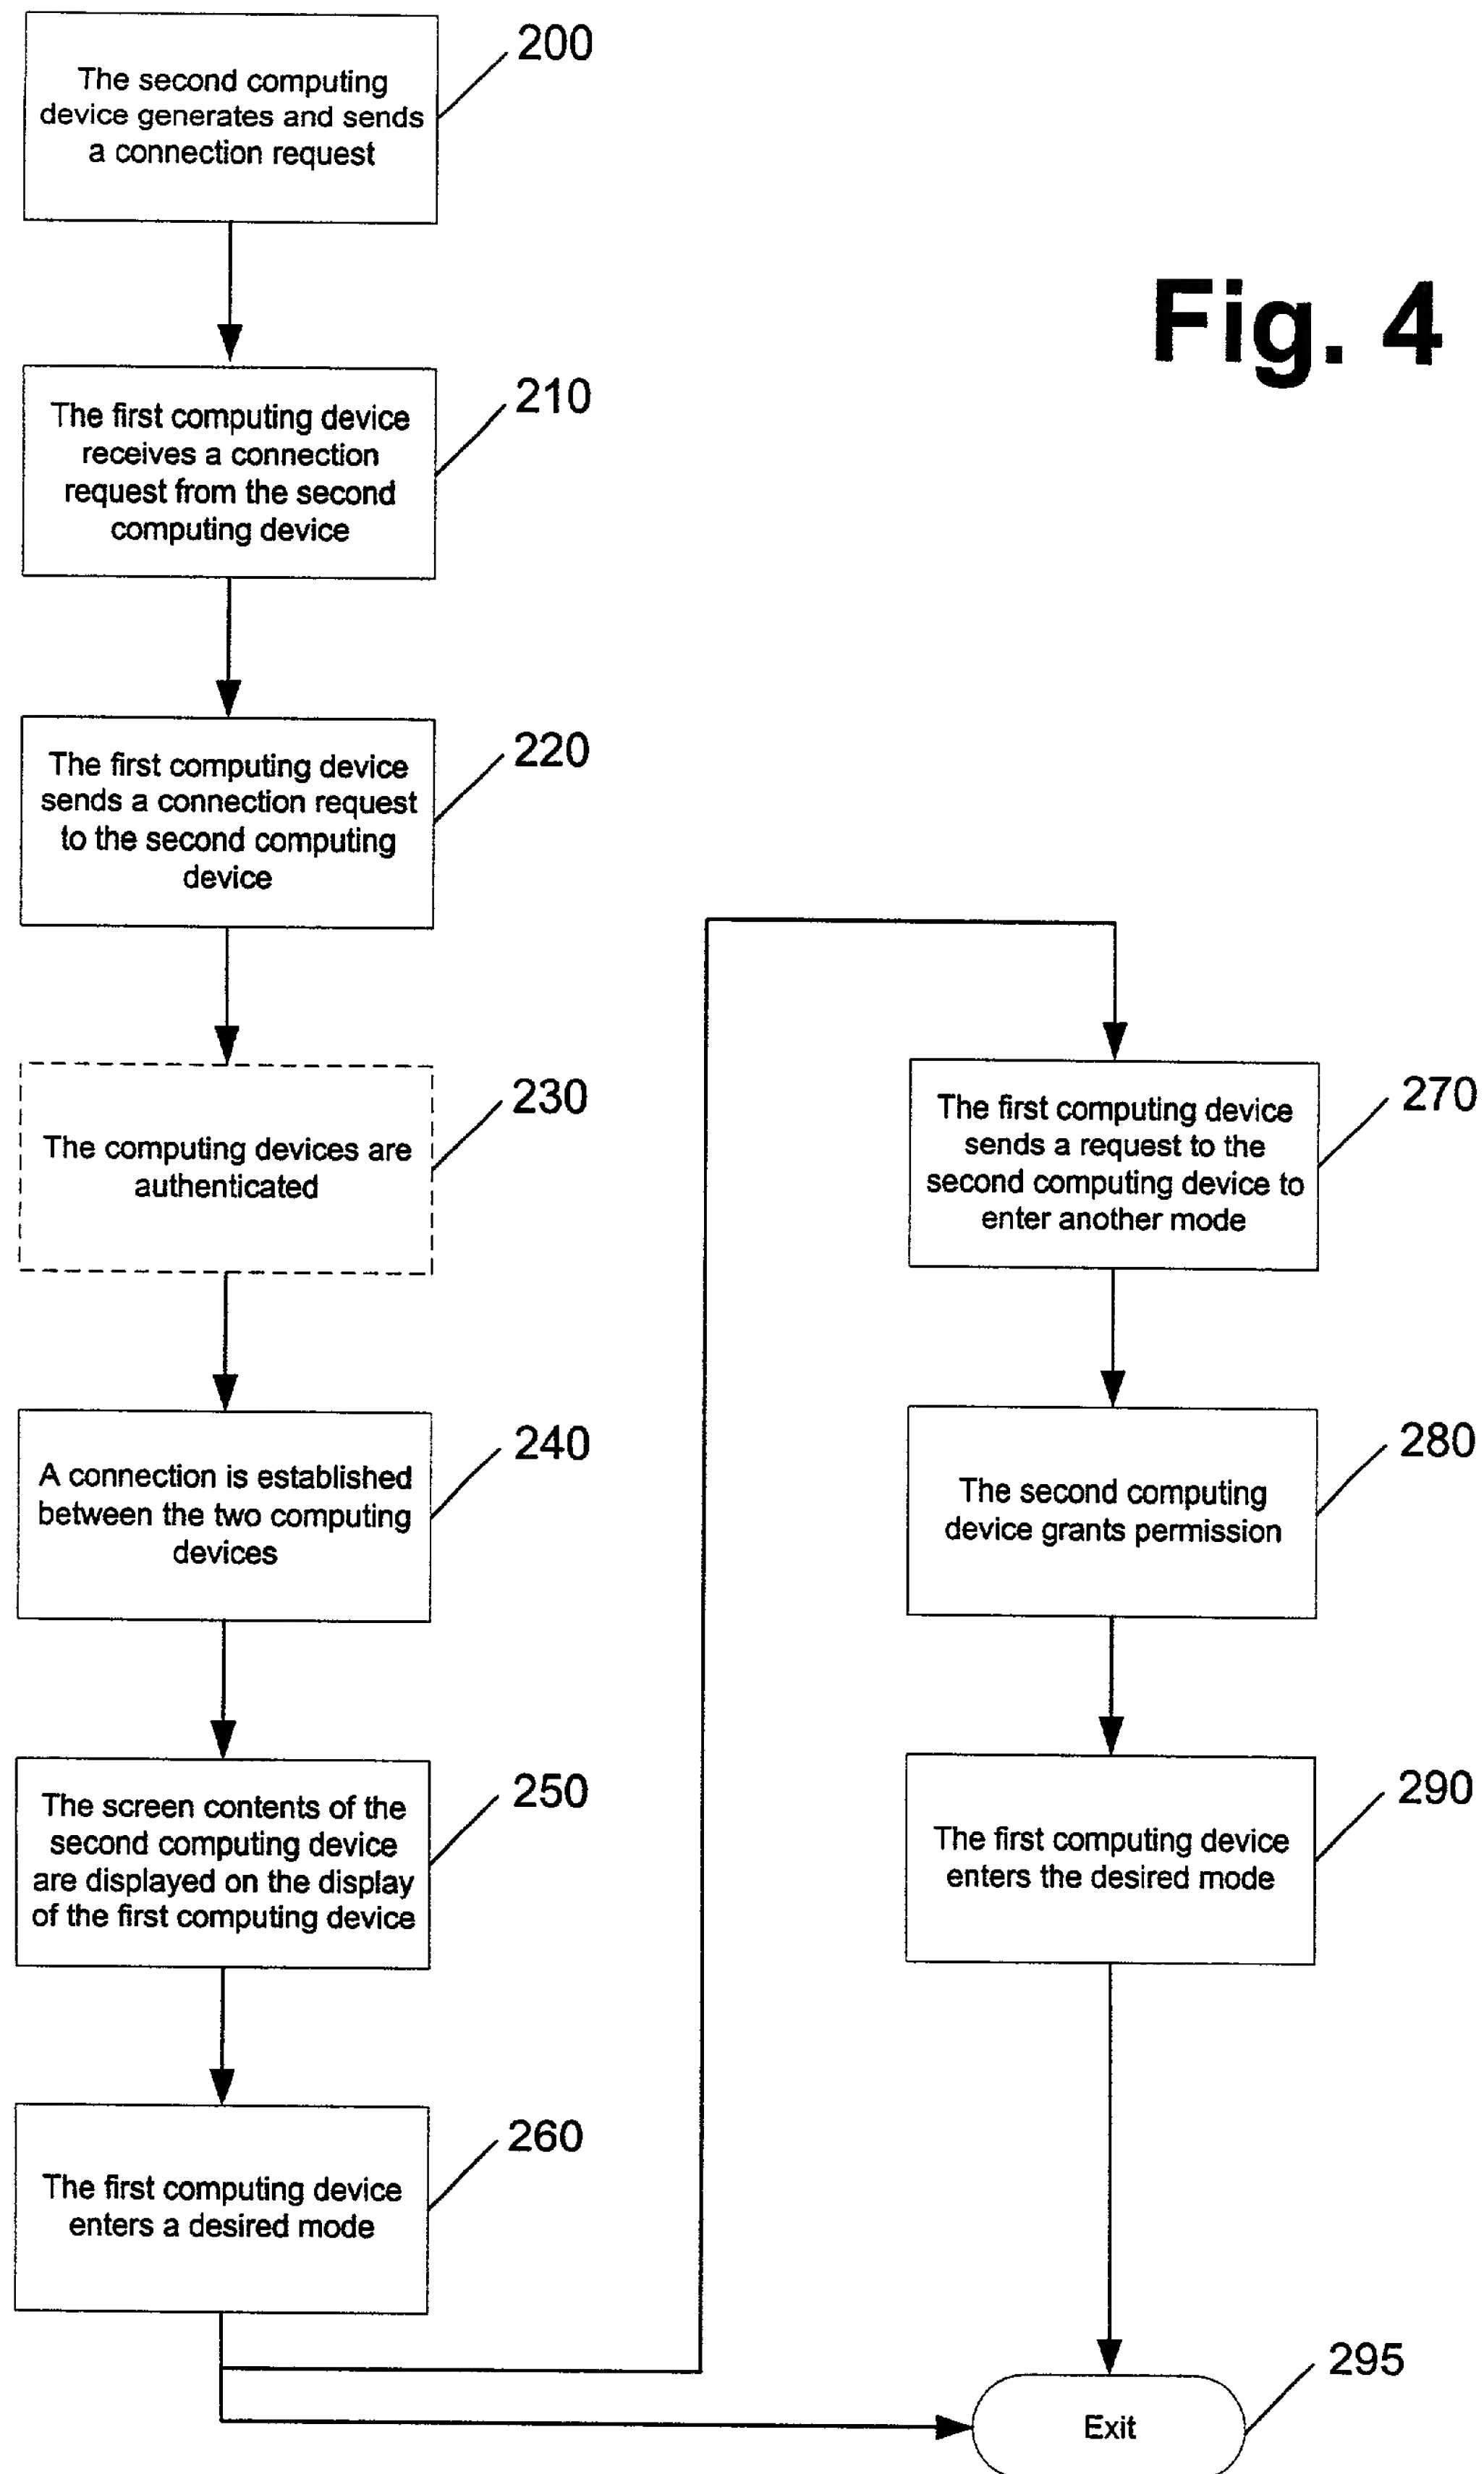 The second computing
device generates and sends
a connection request
200
Fig. 4
The first computing device
receives a connection
request from the second
computing device
210
The first computing device
sends a connection request
to the second computing
device
220
The computing devices are
authenticated
230
A connection is established
between the two computing
devices
240
The screen contents of the
second computing device
are displayed on the display
of the first computing device
250
The first computing device
enters a desired mode
260
The first computing device
sends a request to the
second computing device to
enter another mode
270
The second computing
device grants permission
280
The first computing device
enters the desired mode
290
Exit
295